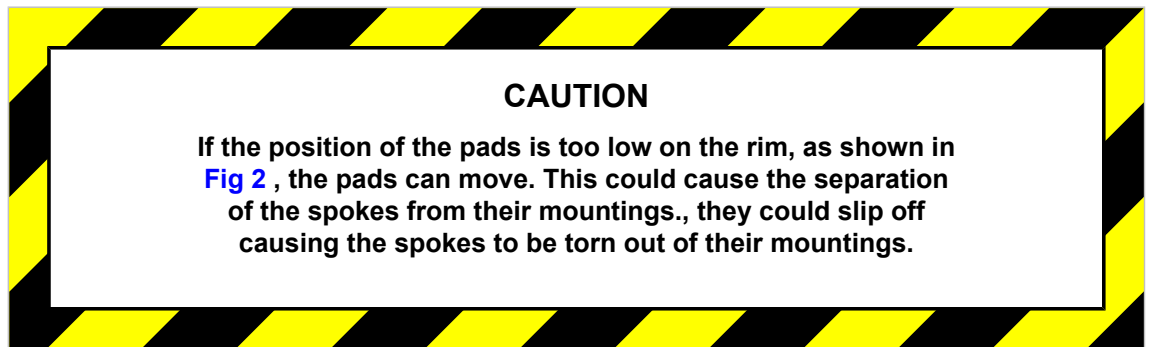 CAUTION
If the position of the pads is too low on the rim, as shown in
Fig 2 , the pads can move. This could cause the separation
of the spokes from their mountings., they could slip off
causing the spokes to be torn out of their mountings.